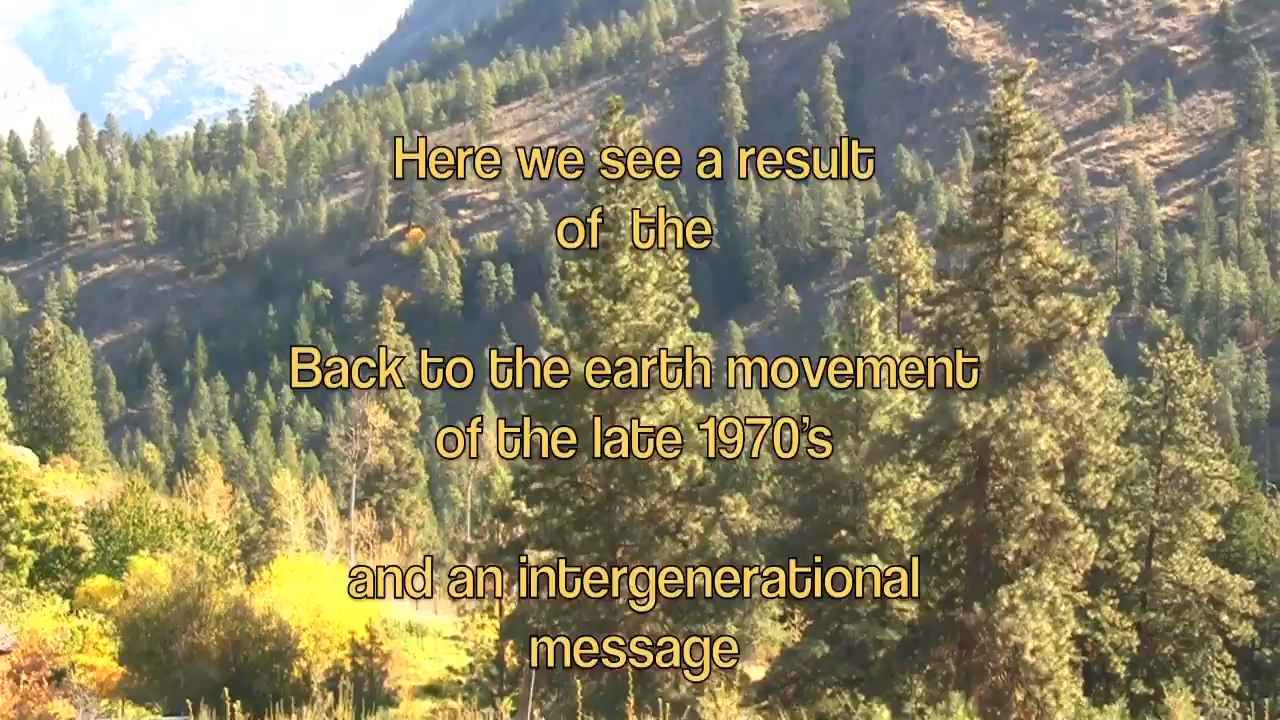 Here we see a result
of the
Back to the earth movement
of the late 1970's
and an intergenerational
message